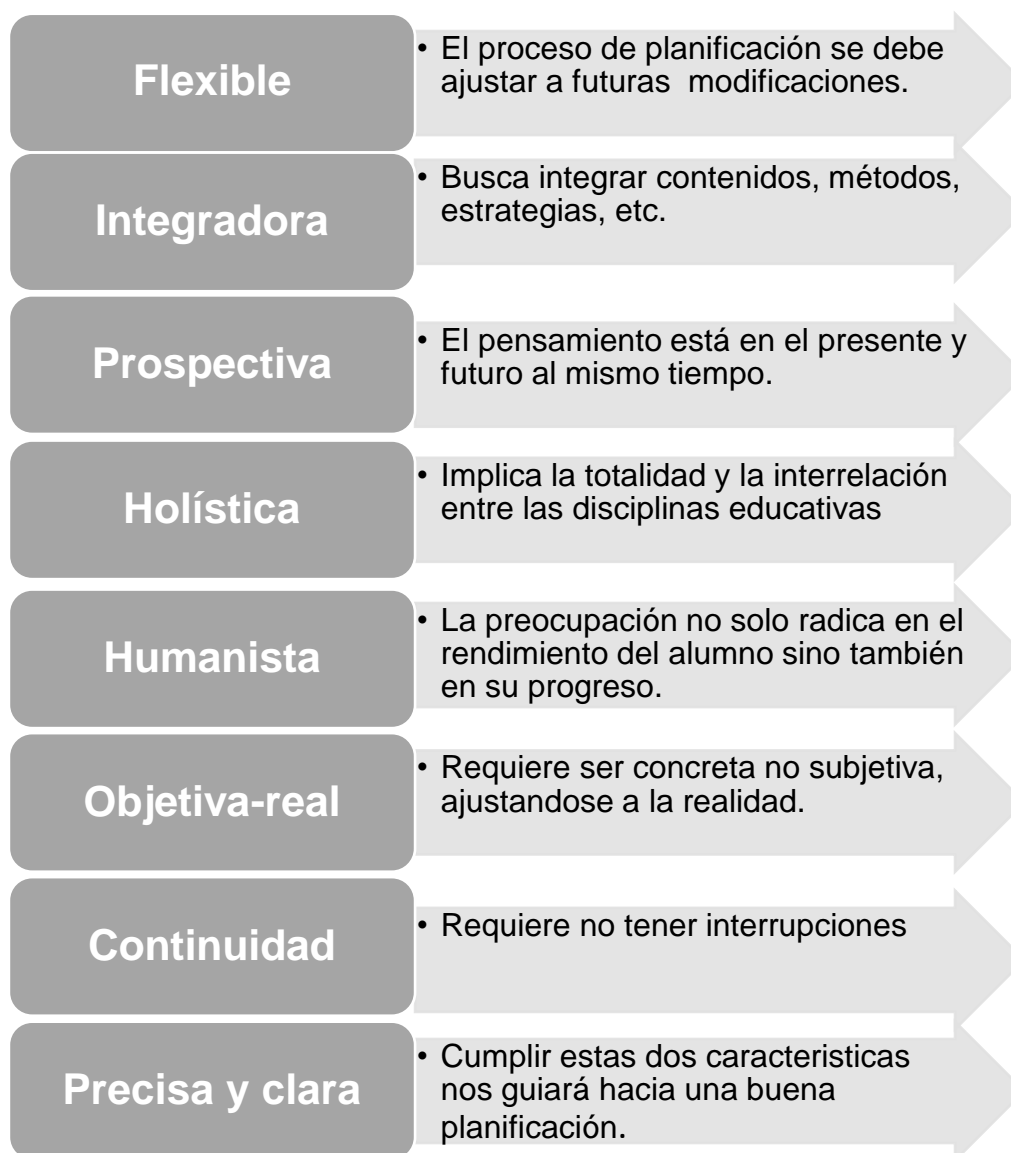 Flexible
• El proceso de planificación se debe
ajustar a futuras  modificaciones.
Integradora
• Busca integrar contenidos, métodos,
estrategias, etc.
Prospectiva
• El pensamiento está en el presente y
futuro al mismo tiempo.
Holística
• Implica la totalidad y la interrelación
entre las disciplinas educativas
Humanista
• La preocupación no solo radica en el
rendimiento del alumno sino también
en su progreso.
Objetiva-real
• Requiere ser concreta no subjetiva,
ajustandose a la realidad.
Continuidad
• Requiere no tener interrupciones
Precisa y clara
• Cumplir estas dos caracteristicas
nos guiará hacia una buena
planificación.